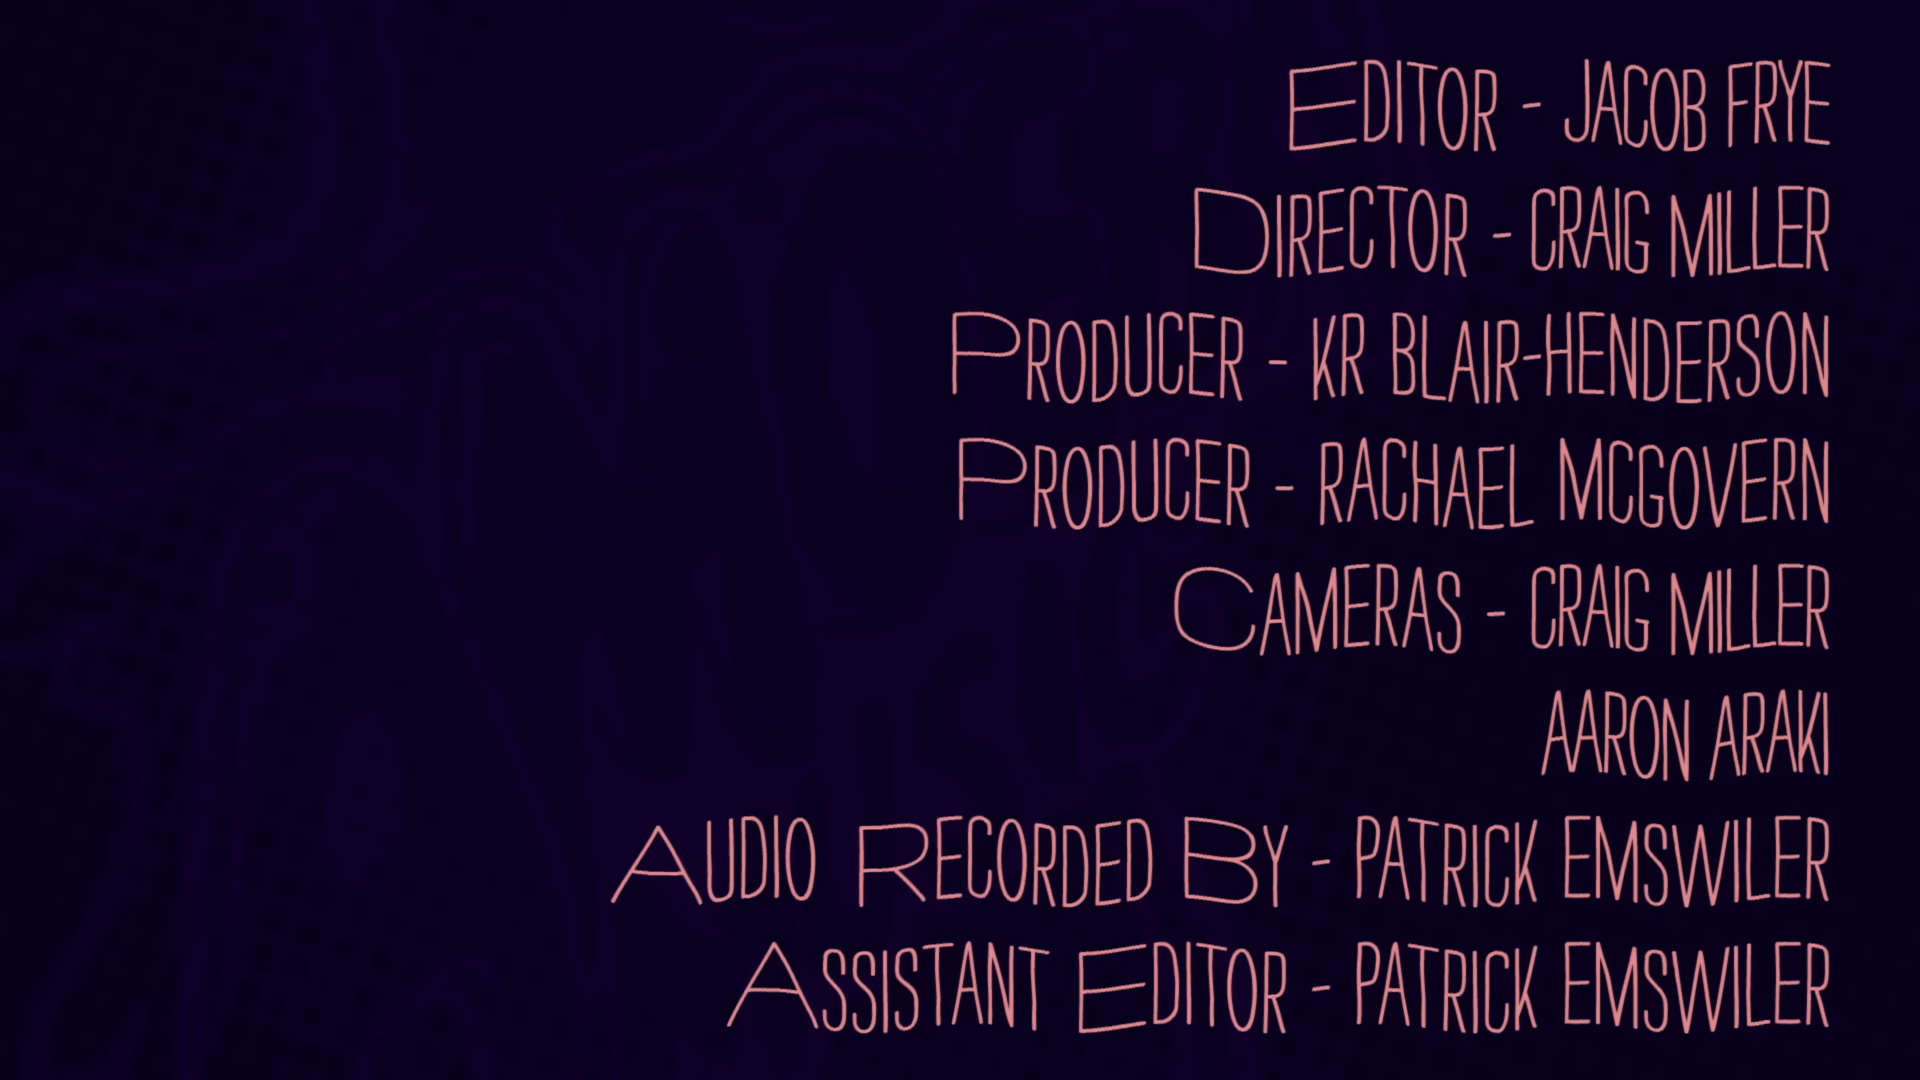 Editor - Jacob Frye
Director - Craig Miller
Producer - KR Blair-Henderson
Producer - Rachael McGovern
Cameras - Craig Miller
Aaron Araki
Audio Recorded By - Patrick Emswiler
Assistant Editor - Patrick Emswiler